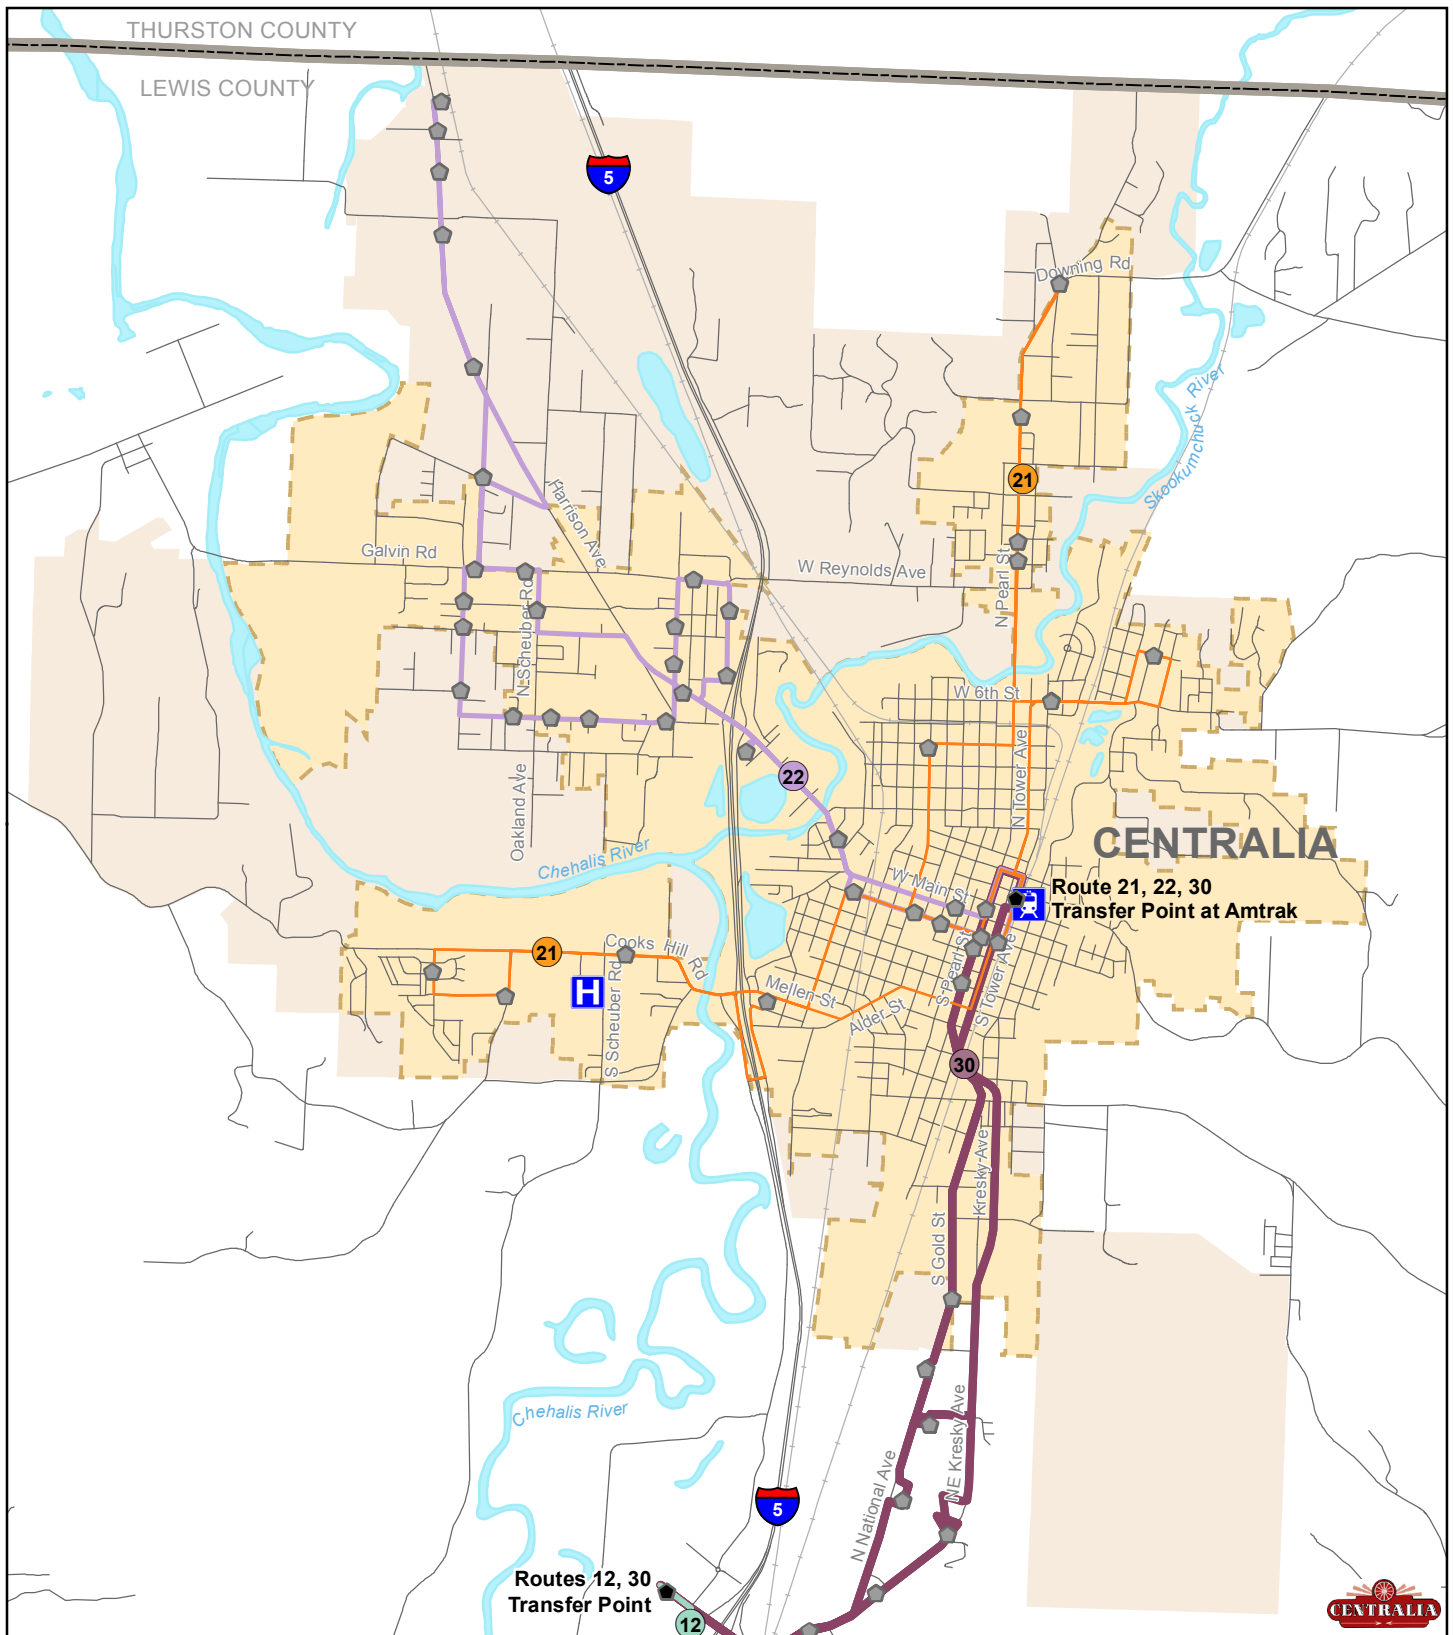 THURSTON COUNTY
LEWIS COUNTY
5
Downing Rd
Skookumchuck River
21
Harrison Ave
Galvin Rd
W Reynolds Ave
N Pearl St
N Scheuber Rd
W 6th St
22
Oakland Ave
N Tower Ave
CENTRALIA
Chehalis River
W Main St
Route 21, 22, 30
Transfer Point at Amtrak
21
Cooks Hill Rd
H
S Scheuber Rd
Mellen St
Alder St
S Pearl St
S Tower Ave
30
Kresky Ave
S Gold St
Chehalis River
NE Kresky Ave
N National Ave
5
Routes 12, 30
Transfer Point
12
CENTRALIA